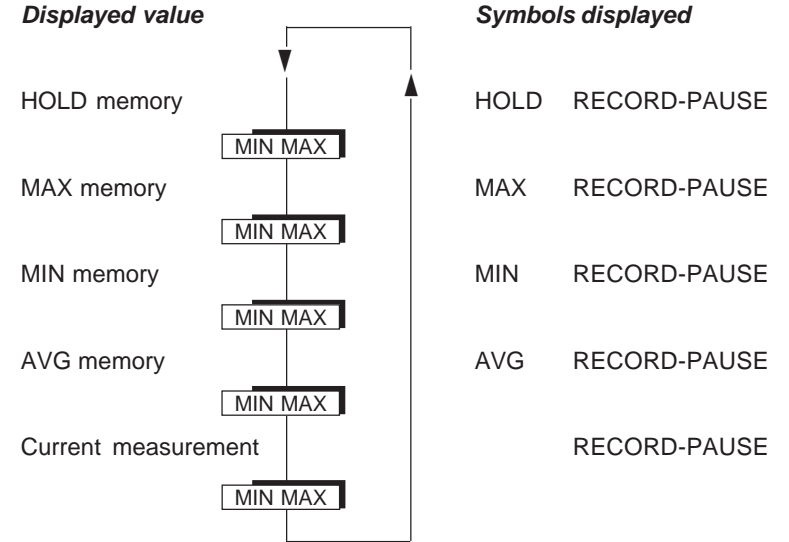 Displayed value Symbols displayed
HOLD memory HOLD RECORD-PAUSE
MIN MAX
MAX memory MAX RECORD-PAUSE
MIN MAX
MIN memory MIN RECORD-PAUSE
MIN MAX
AVG memory AVG RECORD-PAUSE
MIN MAX
Current measurement RECORD-PAUSE
MIN MAX